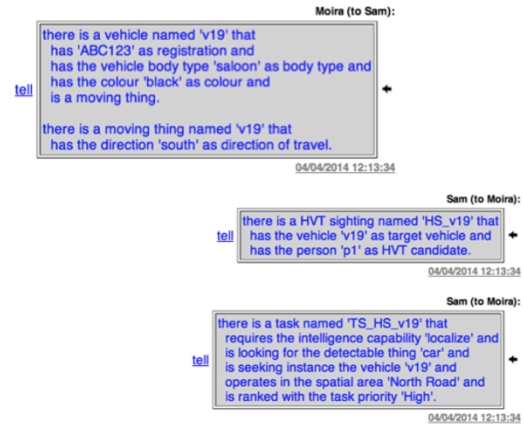 Moira (to Sam):
there is a vehicle named 'v19' that
has 'ABC123' as registration and
has the vehicle body type 'saloon' as body type and
has the colour 'black' as colour and
is a moving thing.
tell
there is a moving thing named 'v19' that
has the direction 'south' as direction of travel.
04/04/2014 12:13:34
Sam (to Moira):
there is a HVT sighting named 'HS_v19' that
tell has the vehicle 'v19' as target vehicle and
has the person 'p1' as HVT candidate.
04/04/2014 12:13:34
Sam (to Moira):
there is a task named 'TS_HS_v19' that
requires the intelligence capability 'localize' and
is looking for the detectable thing 'car' and
tell is seeking instance the vehicle 'v19' and
operates in the spatial area 'North Road' and
is ranked with the task priority 'High'.
04/04/2014 12:13:34